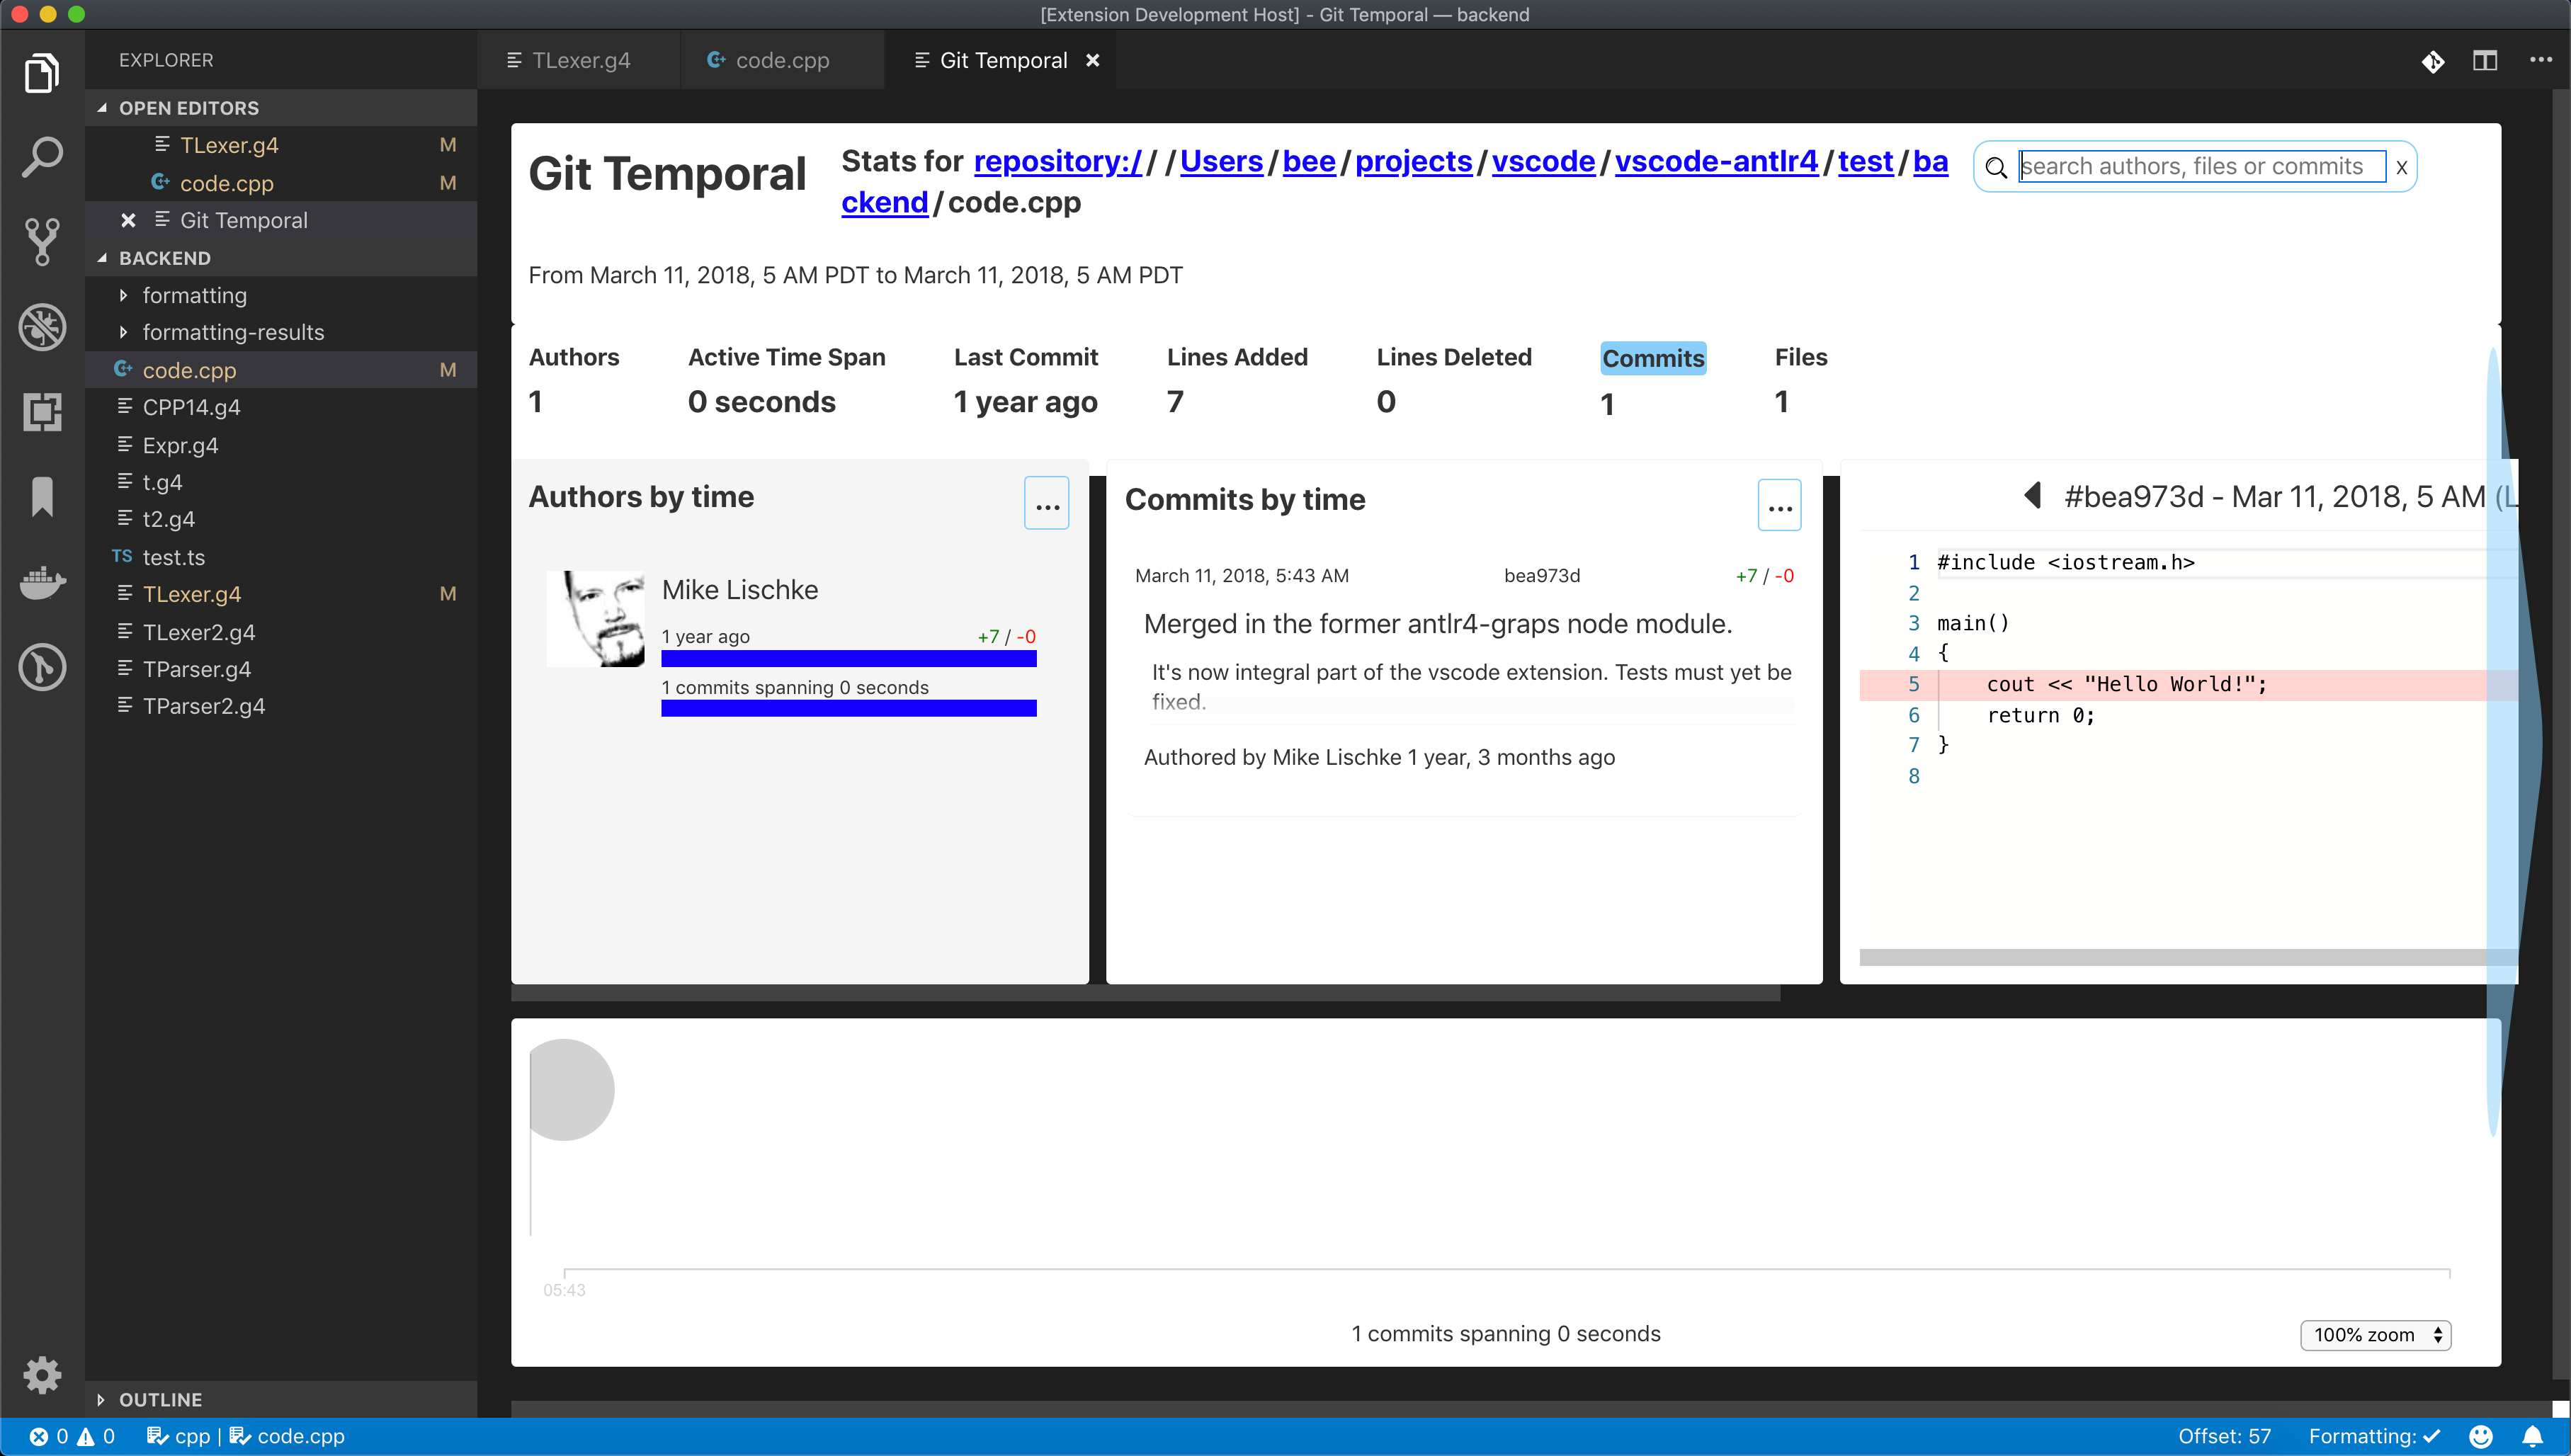 [Extension Development Host] - Git Temporal — backend
EXPLORER
TLexer.g4
code.cpp
Git Temporal
OPEN EDITORS
TLexer.g4 M
code.cpp M
Git Temporal
BACKEND
formatting
formatting-results
code.cpp M
CPP14.g4
Expr.g4
t.g4
t2.g4
TS test.ts
TLexer.g4 M
TLexer2.g4
TParser.g4
TParser2.g4
OUTLINE
Git Temporal
Stats for repository://​/Users/bee/projects/vscode/vscode-antlr4/test/ba
ckend/code.cpp
search authors, files or commits X
From March 11, 2018, 5 AM PDT to March 11, 2018, 5 AM PDT
Authors Active Time Span Last Commit Lines Added Lines Deleted Commits Files
1 0 seconds 1 year ago 7 0 1 1
Authors by time
...
Mike Lischke
1 year ago +7 / -0
1 commits spanning 0 seconds
Commits by time
...
March 11, 2018, 5:43 AM bea973d +7 / -0
Merged in the former antlr4-graps node module.
It's now integral part of the vscode extension. Tests must yet be
fixed.
Authored by Mike Lischke 1 year, 3 months ago
#bea973d - Mar 11, 2018, 5 AM (L
1 #include <iostream.h>
2
3 main()
4 {
5 cout << "Hello World!";
6 return 0;
7 }
8
05:43
1 commits spanning 0 seconds
100% zoom
0 0 cpp | code.cpp
Offset: 57 Formatting: